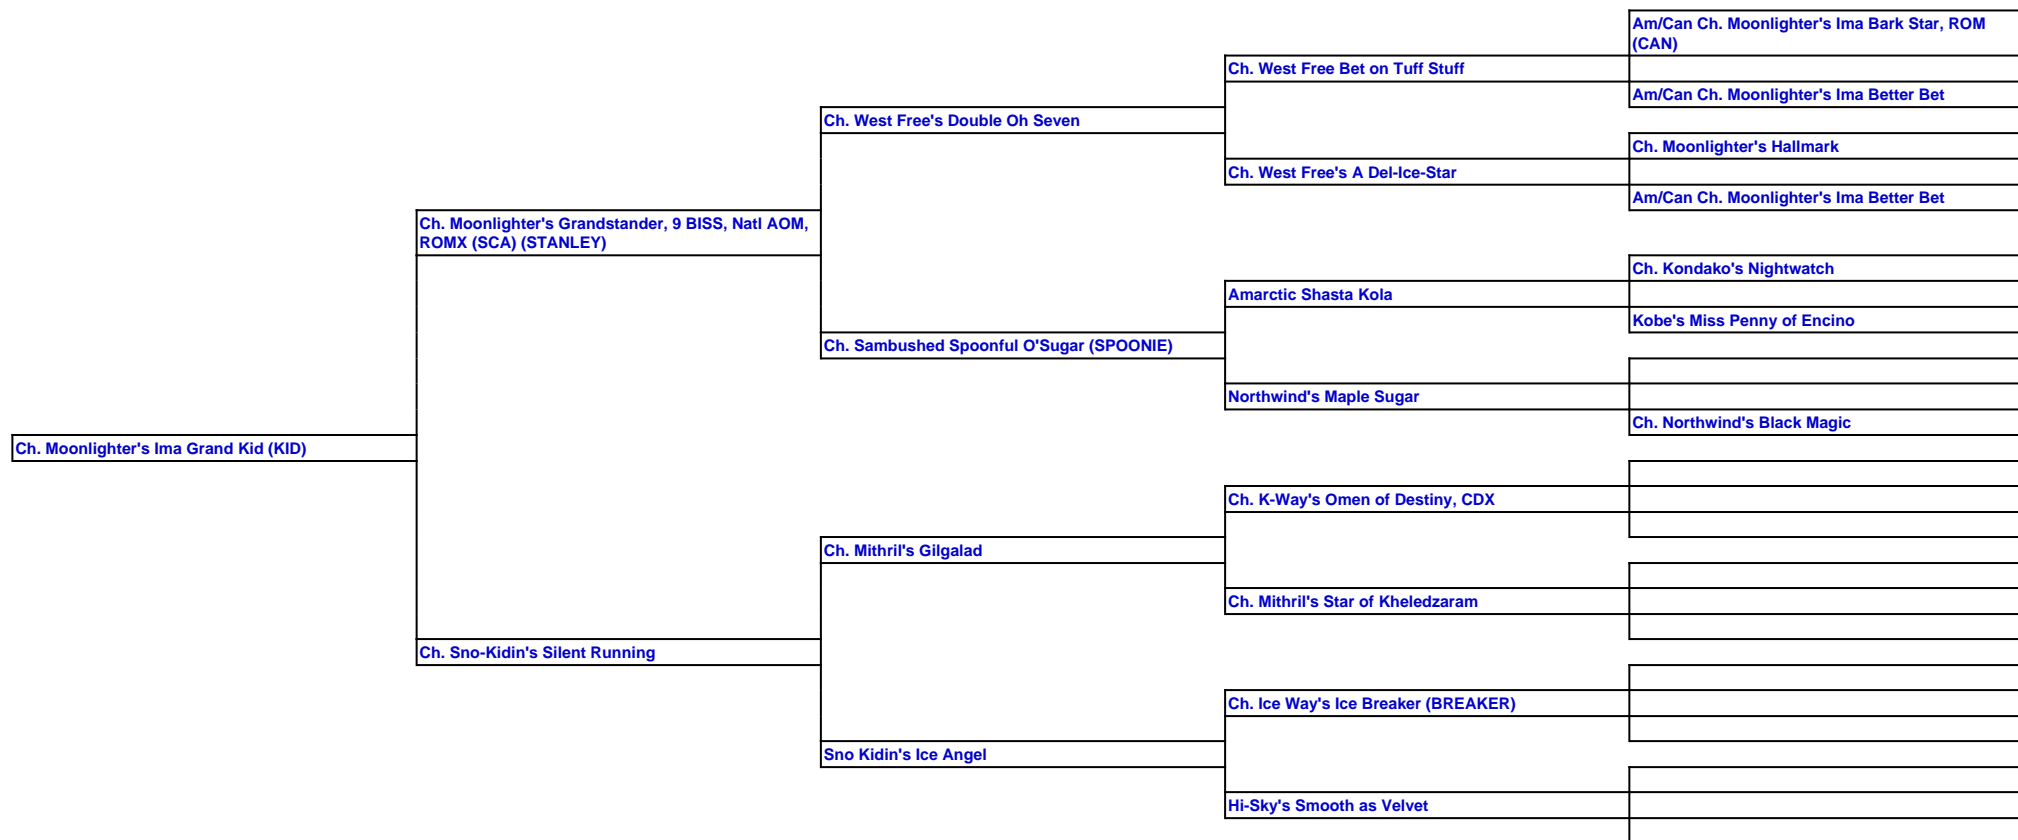 Am/Can Ch. Moonlighter's Ima Bark Star, ROM
(CAN)
Ch. West Free Bet on Tuff Stuff
Am/Can Ch. Moonlighter's Ima Better Bet
Ch. West Free's Double Oh Seven
Ch. Moonlighter's Hallmark
Ch. West Free's A Del-Ice-Star
Am/Can Ch. Moonlighter's Ima Better Bet
Ch. Moonlighter's Grandstander, 9 BISS, Natl AOM,
ROMX (SCA) (STANLEY)
Ch. Kondako's Nightwatch
Amarctic Shasta Kola
Kobe's Miss Penny of Encino
Ch. Sambushed Spoonful O'Sugar (SPOONIE)
Northwind's Maple Sugar
Ch. Northwind's Black Magic
Ch. Moonlighter's Ima Grand Kid (KID)
Ch. K-Way's Omen of Destiny, CDX
Ch. Mithril's Gilgalad
Ch. Mithril's Star of Kheledzaram
Ch. Sno-Kidin's Silent Running
Ch. Ice Way's Ice Breaker (BREAKER)
Sno Kidin's Ice Angel
Hi-Sky's Smooth as Velvet